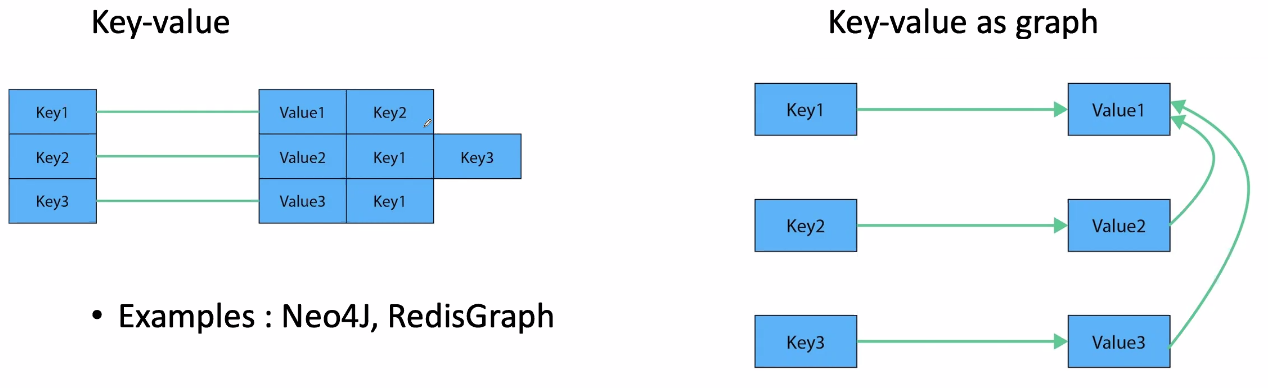 Key-value
Key1 Value1 Key2
Key2 Value2 Key1 Key3
Key3 Value3 Key1
• Examples : Neo4J, RedisGraph
Key-value as graph
Key1 Value1
Key2 Value2
Key3 Value3